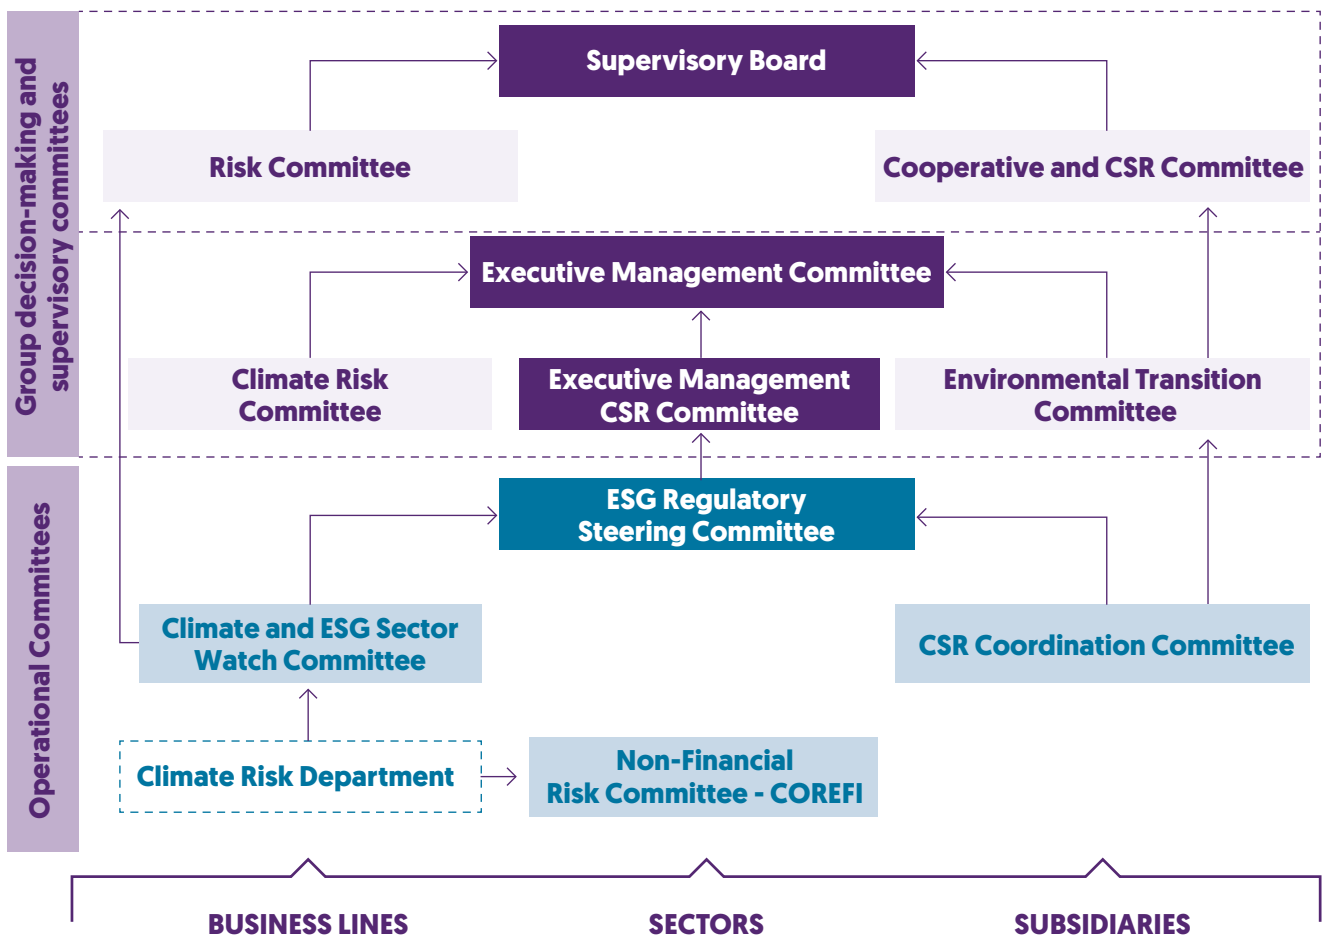 Group decision-making and
supervisory committees
Supervisory Board
Risk Committee
Cooperative and CSR Committee
Executive Management Committee
Climate Risk
Committee
Executive Management
CSR Committee
Environmental Transition
Committee
Operational Committees
ESG Regulatory
Steering Committee
Climate and ESG Sector
Watch Committee
CSR Coordination Committee
Climate Risk Department
Non-Financial
Risk Committee - COREFI
BUSINESS LINES
SECTORS
SUBSIDIARIES